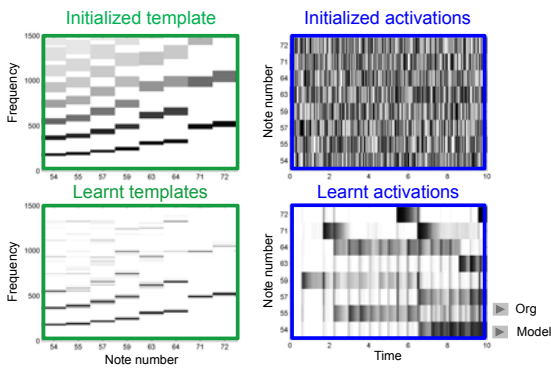 Initialized template
Initialized activations
Frequency
1500
1000
500
0
54 55 57 59 63 64 71 72
Note number
72
71
64
63
59
57
55
54
0 2 4 6 8 10
Learnt templates
Learnt activations
Frequency
1500
1000
500
0
54 55 57 59 63 64 71 72
Note number
Note number
72
71
64
63
59
57
55
54
0 2 4 6 8 10
Time
Org
Model